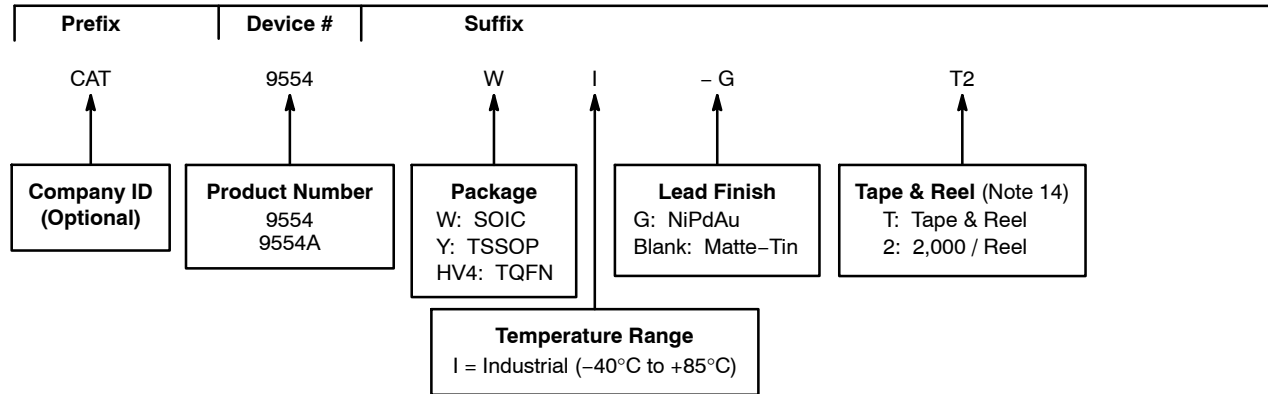 Prefix Device # Suffix
CAT 9554 W I – G T2
Company ID
(Optional)
Product Number
9554
9554A
Package
W: SOIC
Y: TSSOP
HV4: TQFN
Lead Finish
G: NiPdAu
Blank: Matte−Tin
Tape & Reel (Note 14)
T: Tape & Reel
2: 2,000 / Reel
Temperature Range
I = Industrial (−40°C to +85°C)